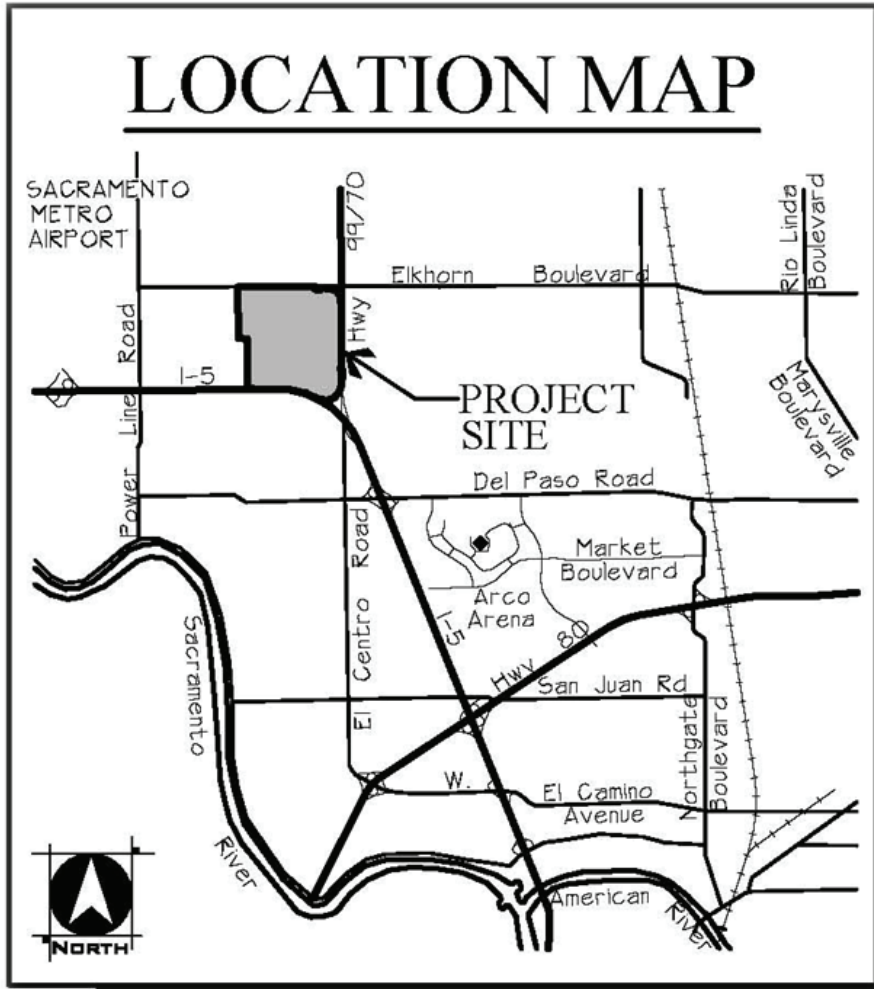 LOCATION MAP
SACRAMENTO
METRO
AIRPORT
99/70
Hwy
Rio Linda
Boulevard
Elkhorn Boulevard
Power Line Road
I-5
PROJECT
SITE
Marysville
Boulevard
Del Paso Road
Market
Boulevard
Arco
Arena
El Centro Road
I-5
Hwy 80
San Juan Rd
Sacramento
River
Northgate
Boulevard
W. El Camino
Avenue
American
River
NORTH